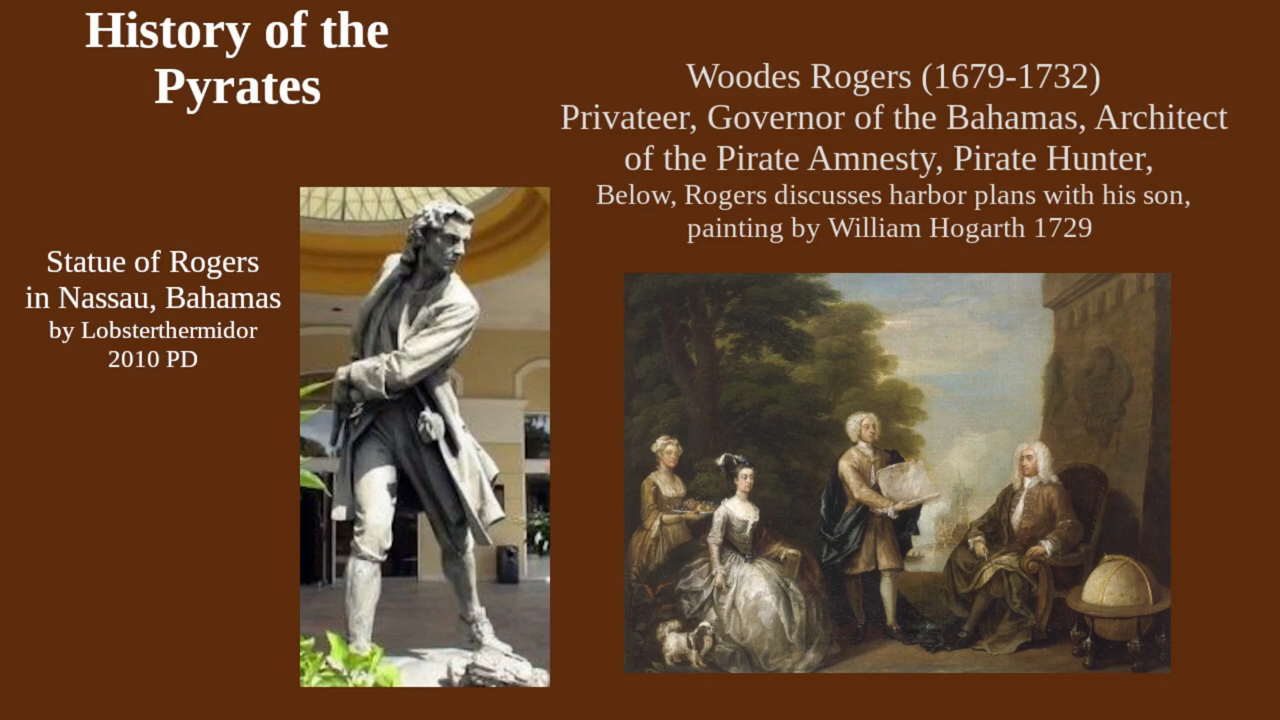 History of the
Pyrates
Woodes Rogers (1679-1732)
Privateer, Governor of the Bahamas, Architect
of the Pirate Amnesty, Pirate Hunter,
Below, Rogers discusses harbor plans with his son,
painting by William Hogarth 1729
Statue of Rogers
in Nassau, Bahamas
by Lobsterthermidor
2010 PD